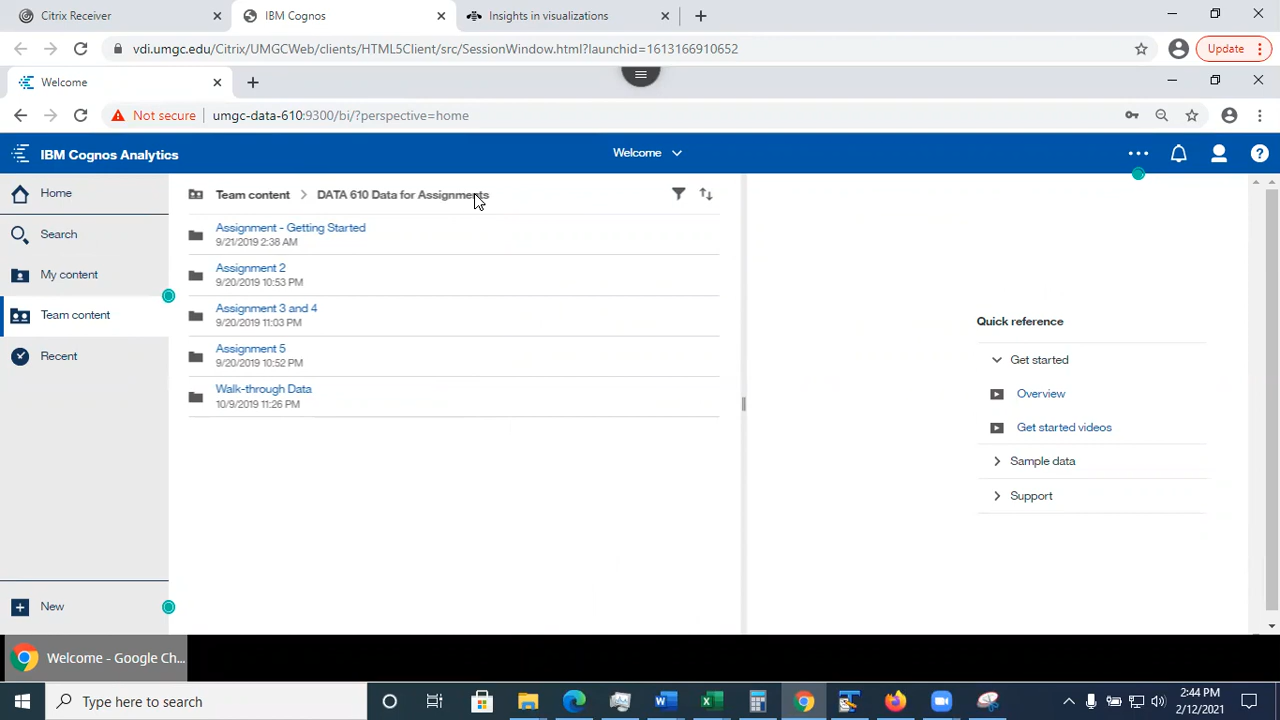 Citrix Receiver
IBM Cognos
Insights in visualizations
vdi.umgc.edu/Citrix/UMGCWeb/clients/HTML5Client/src/SessionWindow.html?launchid=1613166910652
Update
Welcome
Not secure
umgc-data-610:9300/bi/?perspective=home
IBM Cognos Analytics
Welcome
Home
Search
My content
Team content
Recent
New
Team content > DATA 610 Data for Assignments
Assignment - Getting Started
9/21/2019 2:38 AM
Assignment 2
9/20/2019 10:53 PM
Assignment 3 and 4
9/20/2019 11:03 PM
Assignment 5
9/20/2019 10:52 PM
Walk-through Data
10/9/2019 11:26 PM
Quick reference
Get started
Overview
Get started videos
Sample data
Support
Welcome - Google Ch...
Type here to search
2:44 PM
2/12/2021